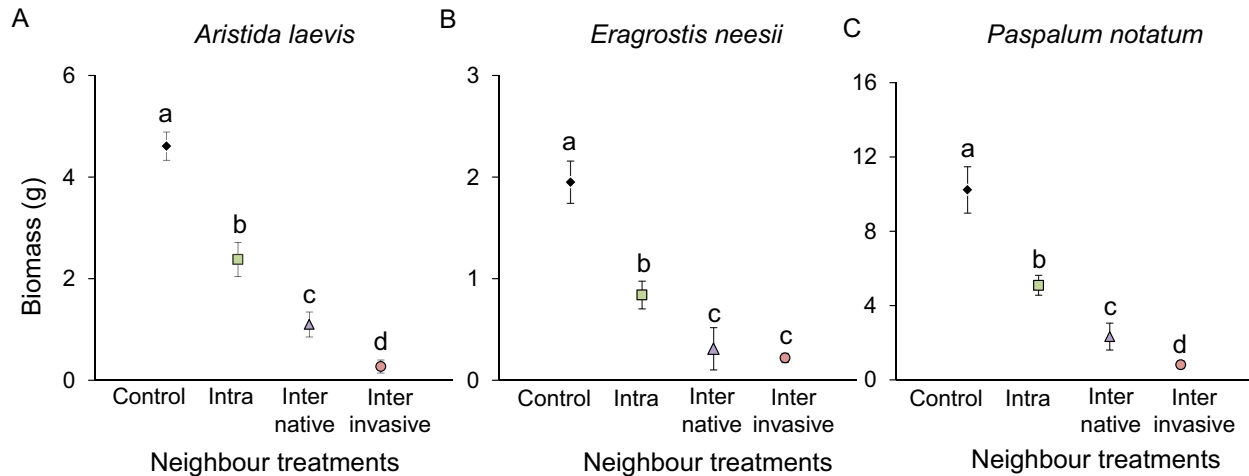 A
Aristida laevis
Biomass (g)
6
4
2
0
a
b
c
d
Control
Intra
Inter
native
Inter
invasive
Neighbour treatments
B
Eragrostis neesii
3
2
1
0
a
b
c
c
Control
Intra
Inter
native
Inter
invasive
Neighbour treatments
C
Paspalum notatum
16
12
8
4
0
a
b
c
d
Control
Intra
Inter
native
Inter
invasive
Neighbour treatments